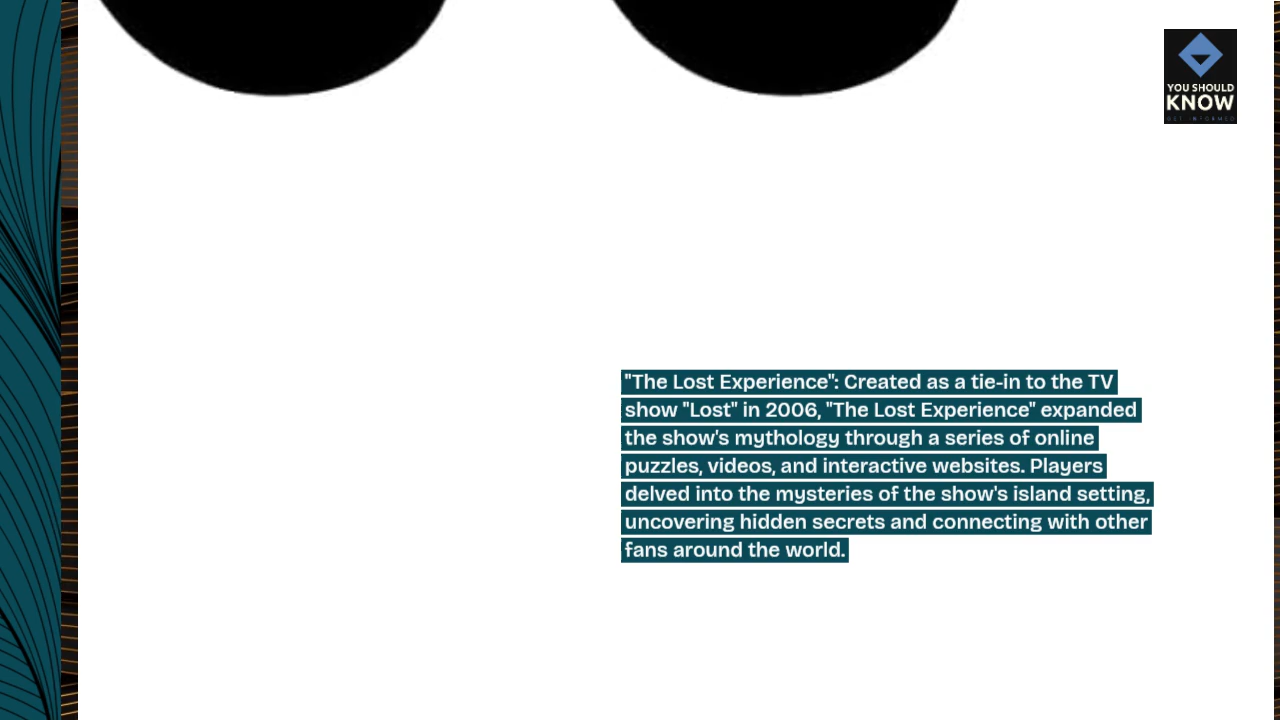 YOU SHOULD
KNOW
GET INFORMED
"The Lost Experience": Created as a tie-in to the TV
show "Lost" in 2006, "The Lost Experience" expanded
the show's mythology through a series of online
puzzles, videos, and interactive websites. Players
delved into the mysteries of the show's island setting,
uncovering hidden secrets and connecting with other
fans around the world.